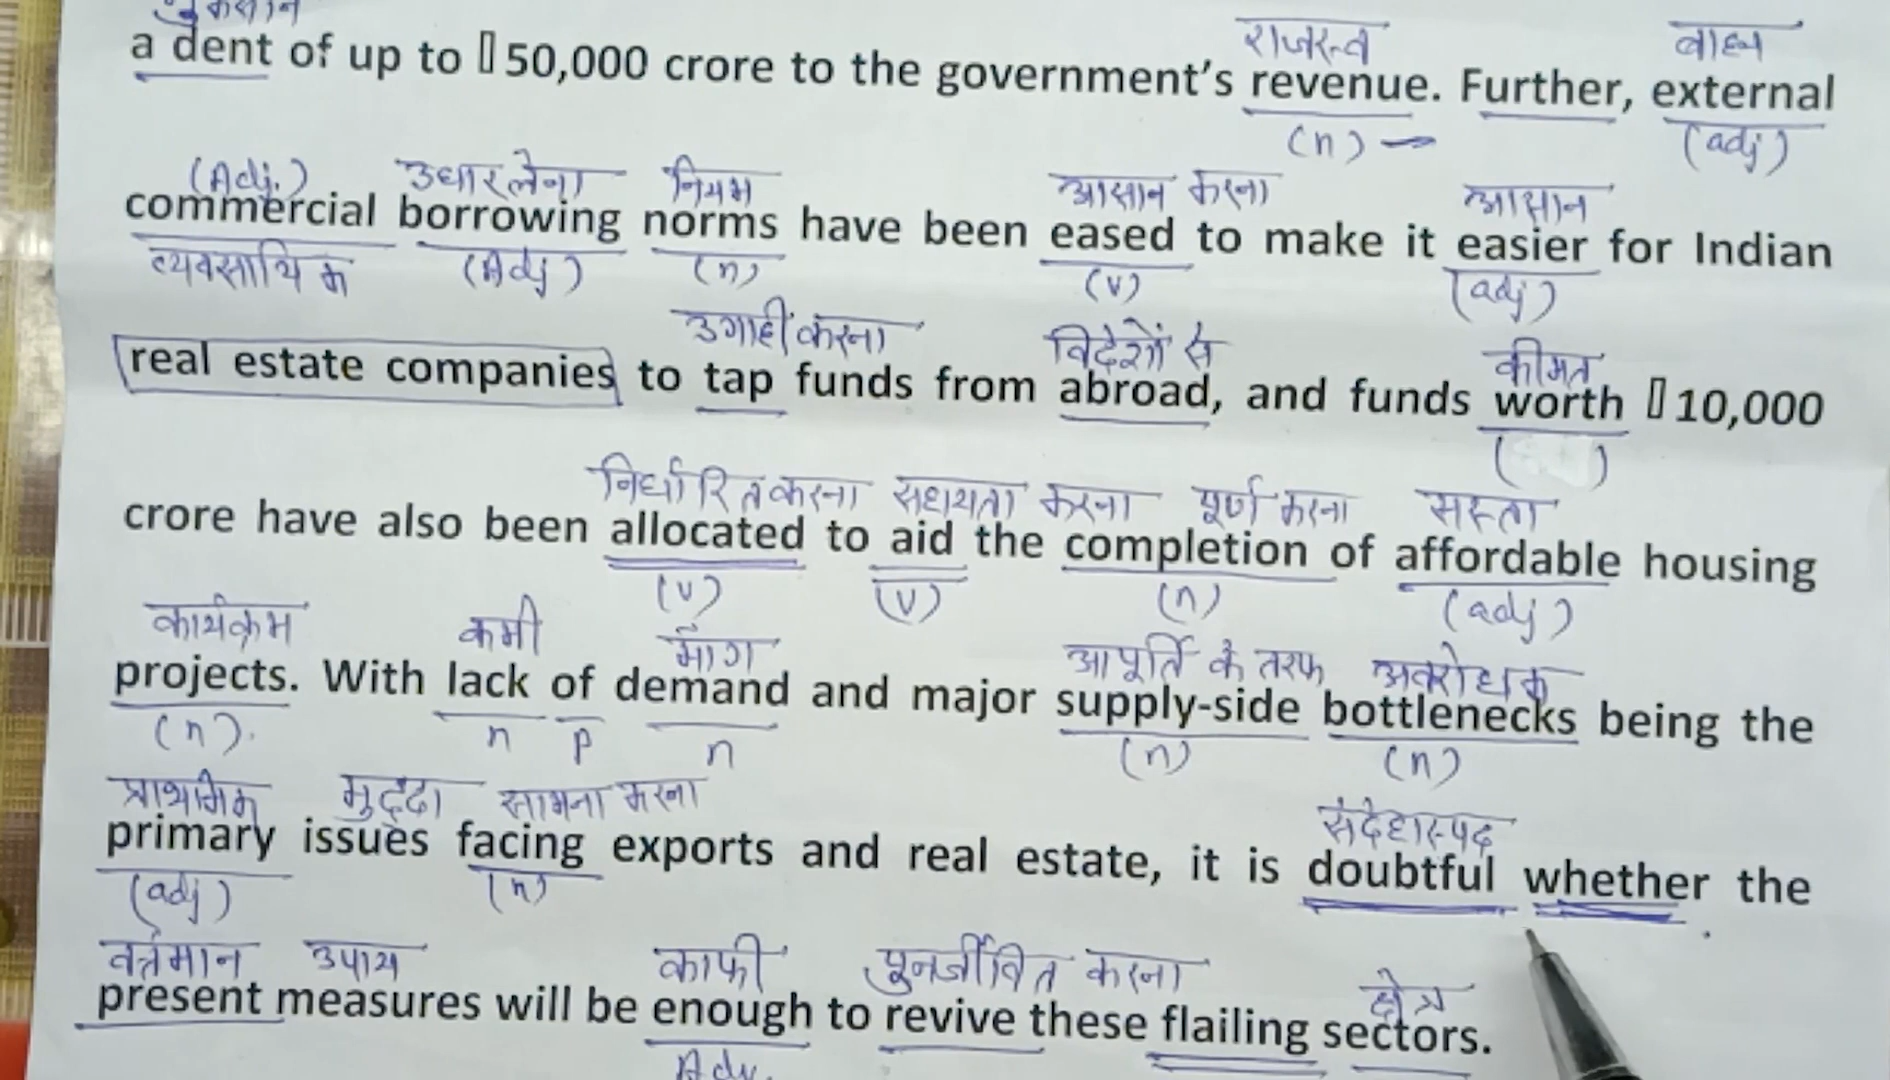 नुकसान
राजस्व बाह्य
a dent of up to ▯50,000 crore to the government's revenue. Further, external
(n) (adj)
(Adj.) उधार लेना नियम आसान करना आसान
commercial borrowing norms have been eased to make it easier for Indian
व्यवसायिक (Adj) (n) (v) (adj)
उगाही करना विदेशों से कीमत
real estate companies to tap funds from abroad, and funds worth ▯10,000
( )
निर्धारित करना सहायता करना पूर्ण करना सस्ता
crore have also been allocated to aid the completion of affordable housing
(v) (v) (n) (adj)
कार्यक्रम कमी माँग आपूर्ति के तरफ अवरोधक
projects. With lack of demand and major supply-side bottlenecks being the
(n). n p n (n) (n)
प्राथमिक मुद्दा सामना करना संदेहास्पद
primary issues facing exports and real estate, it is doubtful whether the
(adj) (n)
वर्तमान उपाय काफी पुनर्जीवित करना क्षेत्र
present measures will be enough to revive these flailing sectors.
Adv.